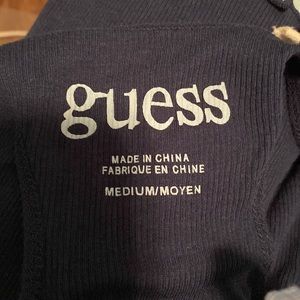 guess
MADE IN CHINA
FABRIQUE EN CHINE
MEDIUM/MOYEN